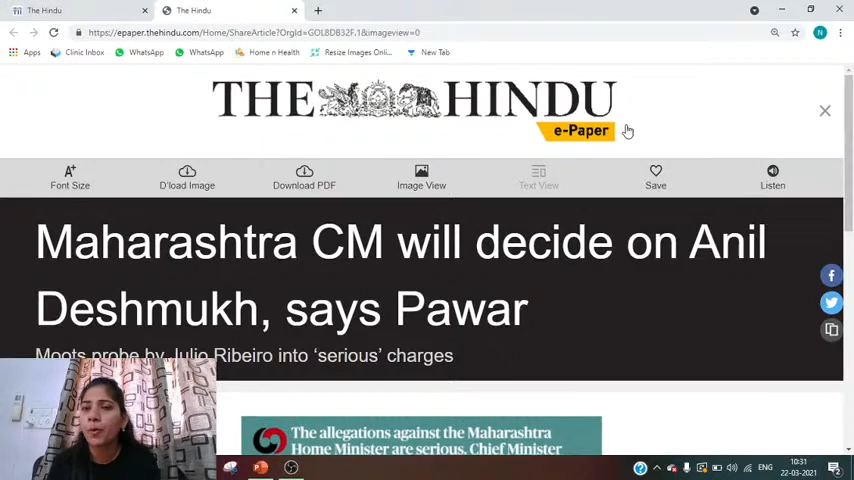 The Hindu
The Hindu
https://epaper.thehindu.com/Home/ShareArticle?OrgId=GOL8DB32F.1&imageview=0
N
Apps
Clinic Inbox
WhatsApp
WhatsApp
Home n Health
Resize Images Onli...
New Tab
THE HINDU
e-Paper
Font Size
D'load Image
Download PDF
Image View
Text View
Save
Listen
Maharashtra CM will decide on Anil
Deshmukh, says Pawar
Moots probe by Julio Ribeiro into ‘serious’ charges
The allegations against the Maharashtra
Home Minister are serious. Chief Minister
ENG
10:31
22-03-2021
2